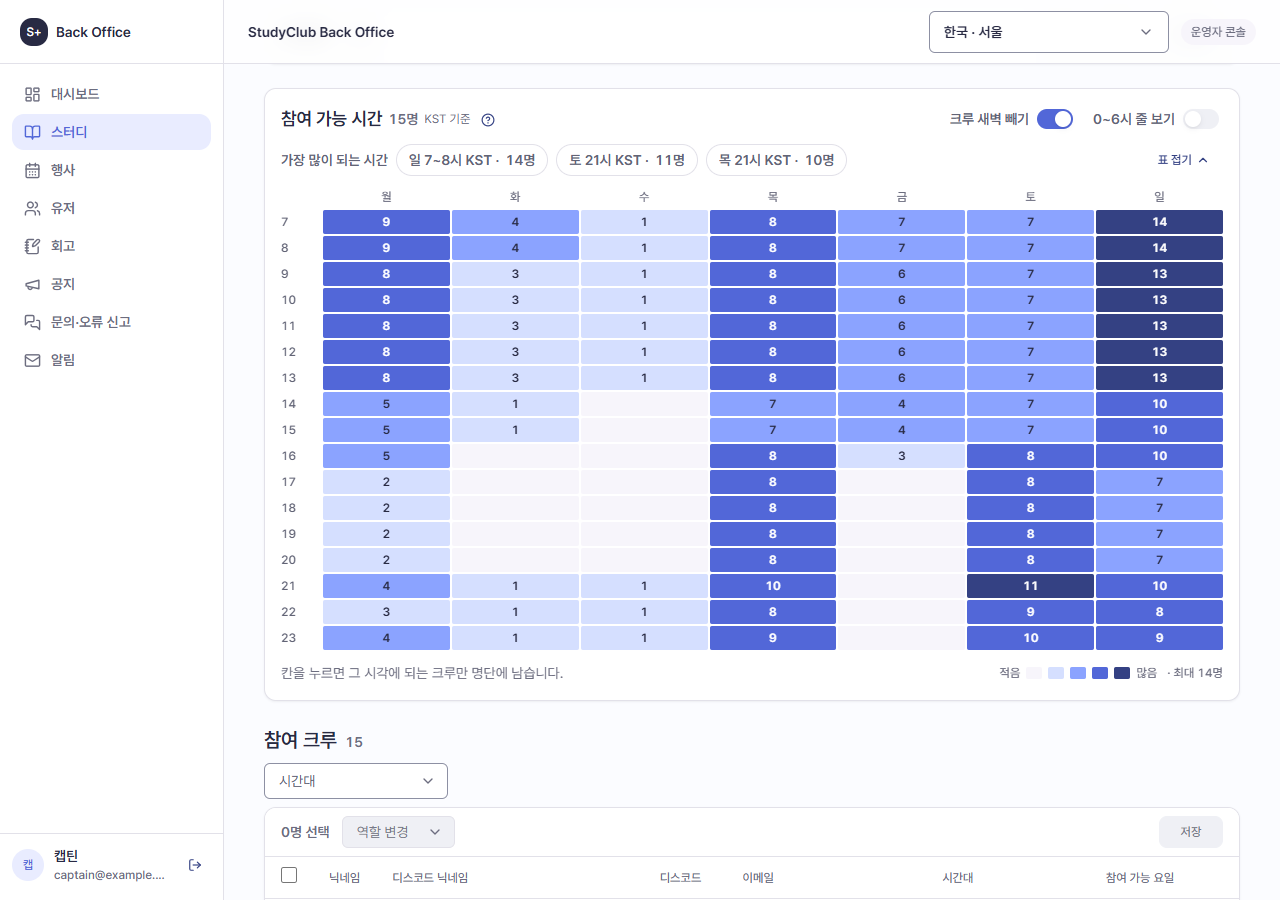 S+ Back Office
StudyClub Back Office
한국 · 서울
운영자 콘솔
대시보드
스터디
행사
유저
회고
공지
문의·오류 신고
알림
캡
캡틴
captain@example....
참여 가능 시간 15명 KST 기준
크루 새벽 빼기
0~6시 줄 보기
가장 많이 되는 시간
일 7~8시 KST · 14명
토 21시 KST · 11명
목 21시 KST · 10명
표 접기
월 화 수 목 금 토 일
7 9 4 1 8 7 7 14
8 9 4 1 8 7 7 14
9 8 3 1 8 6 7 13
10 8 3 1 8 6 7 13
11 8 3 1 8 6 7 13
12 8 3 1 8 6 7 13
13 8 3 1 8 6 7 13
14 5 1 7 4 7 10
15 5 1 7 4 7 10
16 5 8 3 8 10
17 2 8 8 7
18 2 8 8 7
19 2 8 8 7
20 2 8 8 7
21 4 1 1 10 11 10
22 3 1 1 8 9 8
23 4 1 1 9 10 9
칸을 누르면 그 시각에 되는 크루만 명단에 남습니다.
적음 많음 · 최대 14명
참여 크루 15
시간대
0명 선택
역할 변경
저장
닉네임 디스코드 닉네임 디스코드 이메일 시간대 참여 가능 요일